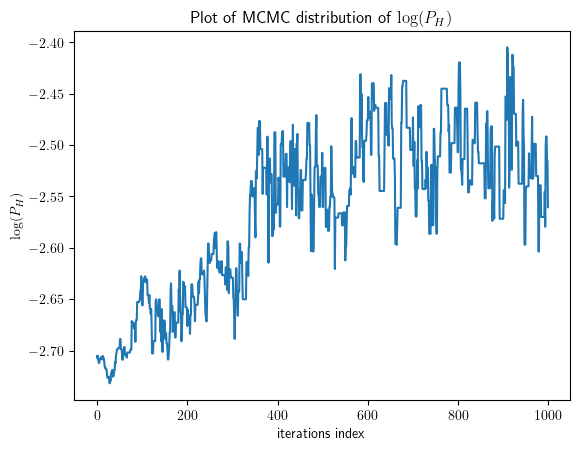 Plot of MCMC distribution of log(P_H)
−2.40
−2.45
−2.50
−2.55
−2.60
−2.65
−2.70
log(P_H)
0 200 400 600 800 1000
iterations index